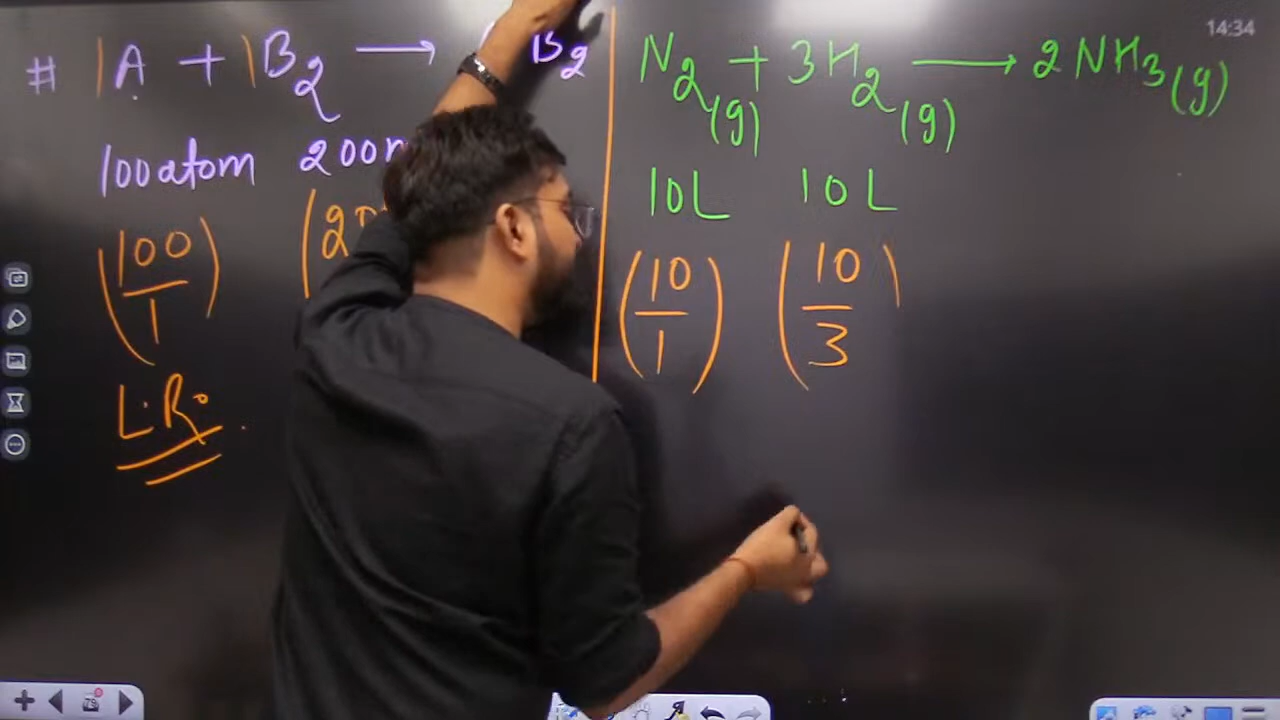 14:34
# 1A + 1B2 ⟶ B2
100 atom 200
(100/1)
L.R.
N2(g) + 3H2(g) ⟶ 2NH3(g)
10L 10L
(10/1) (10/3)